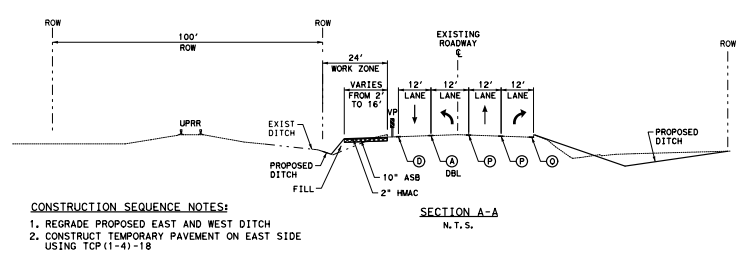 ROW
ROW
ROW
100'
ROW
24'
WORK ZONE
VARIES
FROM 2'
TO 16'
EXISTING
ROADWAY
℄
12'
LANE
12'
LANE
12'
LANE
12'
LANE
VP
UPRR
EXIST
DITCH
PROPOSED
DITCH
FILL
10" ASB
2" HMAC
D
A
DBL
P
P
O
PROPOSED
DITCH
SECTION A-A
N.T.S.
CONSTRUCTION SEQUENCE NOTES:
1. REGRADE PROPOSED EAST AND WEST DITCH
2. CONSTRUCT TEMPORARY PAVEMENT ON EAST SIDE
USING TCP(1-4)-18